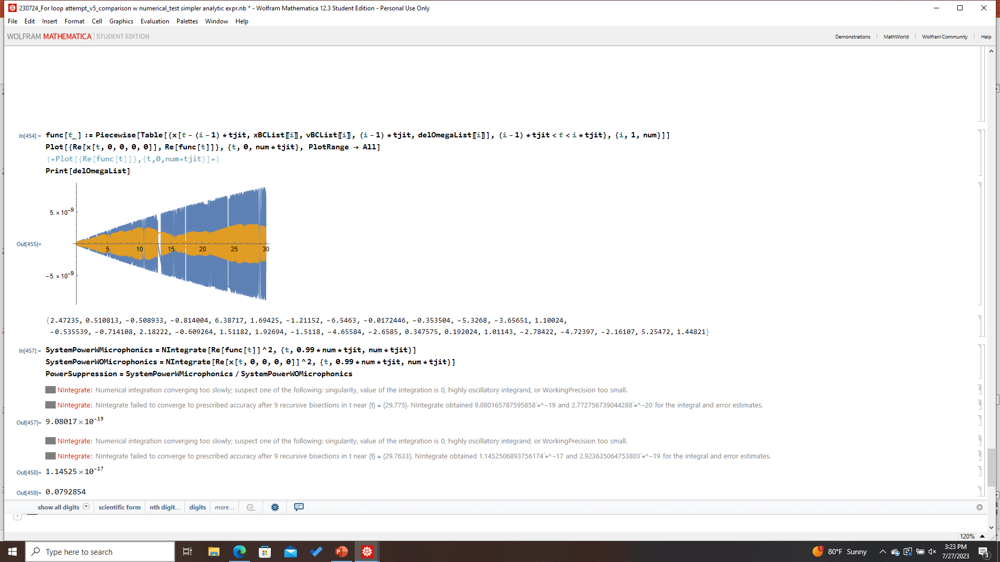 230724_For loop attempt_v5_comparison w numerical_test simpler analytic expr.nb * - Wolfram Mathematica 12.3 Student Edition - Personal Use Only
File Edit Insert Format Cell Graphics Evaluation Palettes Window Help
WOLFRAM MATHEMATICA STUDENT EDITION
Demonstrations MathWorld Wolfram Community Help
In[454]:= func[t_] := Piecewise[Table[{x[t - (i - 1) * tjit, xBCList[[i]], vBCList[[i]], (i - 1) * tjit, delOmegaList[[i]]], (i - 1) * tjit < t < i * tjit}, {i, 1, num}]]
Plot[{Re[x[t, 0, 0, 0, 0]], Re[func[t]]}, {t, 0, num * tjit}, PlotRange → All]
(*Plot[{Re[func[t]]},{t,0,num*tjit}]*)
Print[delOmegaList]
5.×10^-9
Out[455]=
5 10 15 20 25 30
-5.×10^-9
{2.47235, 0.510813, -0.508933, -0.814004, 6.38717, 1.69425, -1.21152, -6.5463, -0.0172446, -0.353504, -5.3268, -3.65651, 1.10024,
-0.535539, -0.714108, 2.18222, -0.609264, 1.51182, 1.92694, -1.5118, -4.65584, -2.6585, 0.347575, 0.192024, 1.01143, -2.78422, -4.72397, -2.16107, 5.25472, 1.44821}
In[457]:= SystemPowerWMicrophonics = NIntegrate[Re[func[t]]^2, {t, 0.99 * num * tjit, num * tjit}]
SystemPowerWOMicrophonics = NIntegrate[Re[x[t, 0, 0, 0, 0]]^2, {t, 0.99 * num * tjit, num * tjit}]
PowerSuppression = SystemPowerWMicrophonics / SystemPowerWOMicrophonics
NIntegrate: Numerical integration converging too slowly; suspect one of the following: singularity, value of the integration is 0, highly oscillatory integrand, or WorkingPrecision too small.
NIntegrate: NIntegrate failed to converge to prescribed accuracy after 9 recursive bisections in t near {t} = {29.775}. NIntegrate obtained 9.080165787595858`*^-19 and 2.772756739044288`*^-20 for the integral and error estimates.
Out[457]= 9.08017 × 10^-19
NIntegrate: Numerical integration converging too slowly; suspect one of the following: singularity, value of the integration is 0, highly oscillatory integrand, or WorkingPrecision too small.
NIntegrate: NIntegrate failed to converge to prescribed accuracy after 9 recursive bisections in t near {t} = {29.7633}. NIntegrate obtained 1.1452506893756174`*^-17 and 2.923635064753803`*^-19 for the integral and error estimates.
Out[458]= 1.14525 × 10^-17
Out[459]= 0.0792854
show all digits scientific form nth digit... digits more...
120%
Type here to search
80°F Sunny
3:23 PM
7/27/2023
3